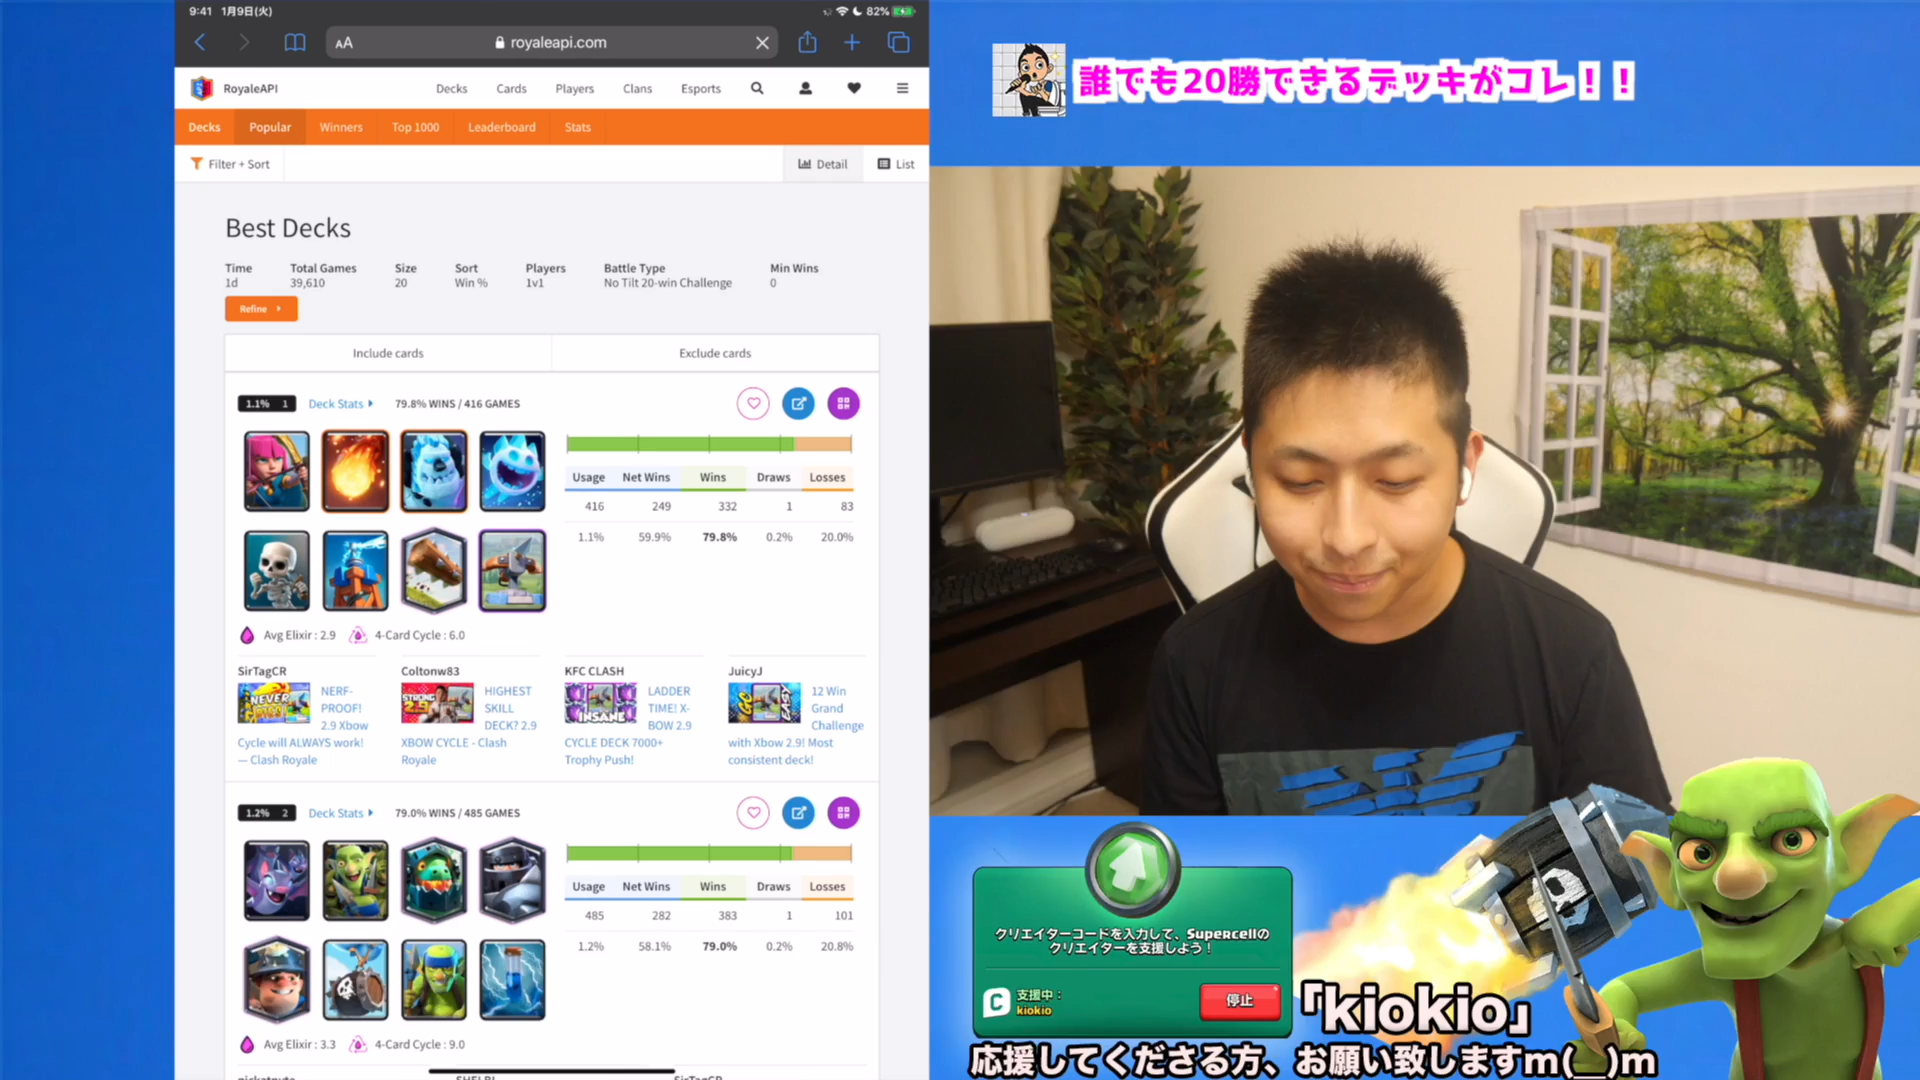 9:41 1月9日(火)
82%
AA
royaleapi.com
RoyaleAPI
Decks Cards Players Clans Esports
Decks Popular Winners Top 1000 Leaderboard Stats
Filter + Sort
Detail
List
Best Decks
Time Total Games Size Sort Players Battle Type Min Wins
1d 39,610 20 Win % 1v1 No Tilt 20-win Challenge 0
Refine
Include cards Exclude cards
1.1% 1 Deck Stats 79.8% WINS / 416 GAMES
Usage Net Wins Wins Draws Losses
416 249 332 1 83
1.1% 59.9% 79.8% 0.2% 20.0%
Avg Elixir : 2.9 4-Card Cycle : 6.0
SirTagCR
NEVER
NERF-
PROOF!
2.9 Xbow
Cycle will ALWAYS work!
— Clash Royale
Coltonw83
STRONG
2.9
HIGHEST
SKILL
DECK? 2.9
XBOW CYCLE - Clash
Royale
KFC CLASH
INSANE
LADDER
TIME! X-
BOW 2.9
CYCLE DECK 7000+
Trophy Push!
JuicyJ
GC
EASY
12 Win
Grand
Challenge
with Xbow 2.9! Most
consistent deck!
1.2% 2 Deck Stats 79.0% WINS / 485 GAMES
Usage Net Wins Wins Draws Losses
485 282 383 1 101
1.2% 58.1% 79.0% 0.2% 20.8%
Avg Elixir : 3.3 4-Card Cycle : 9.0
SirTagCR
誰でも20勝できるデッキがコレ！！
クリエイターコードを入力して、Supercellの
クリエイターを支援しよう！
支援中：
kiokio
停止
「kiokio」
応援してくださる方、お願い致しますm(__)m